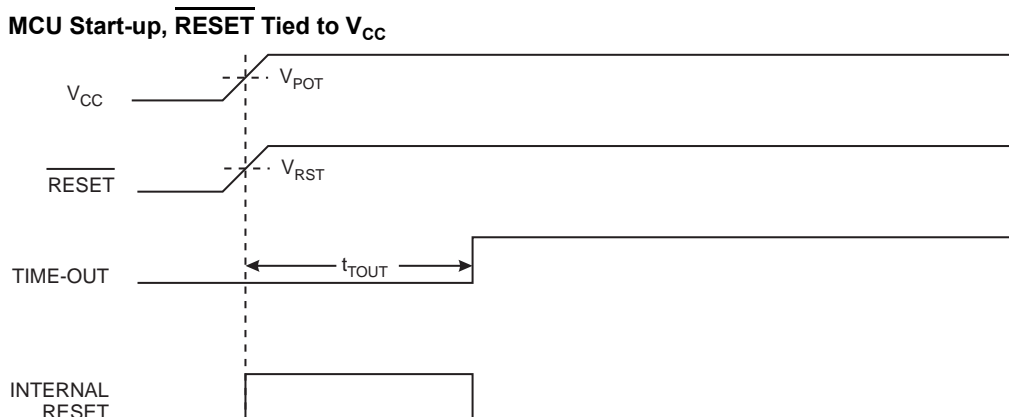 MCU Start-up, RESET Tied to VCC
VPOT
VCC
VRST
RESET
tTOUT
TIME-OUT
INTERNAL
RESET